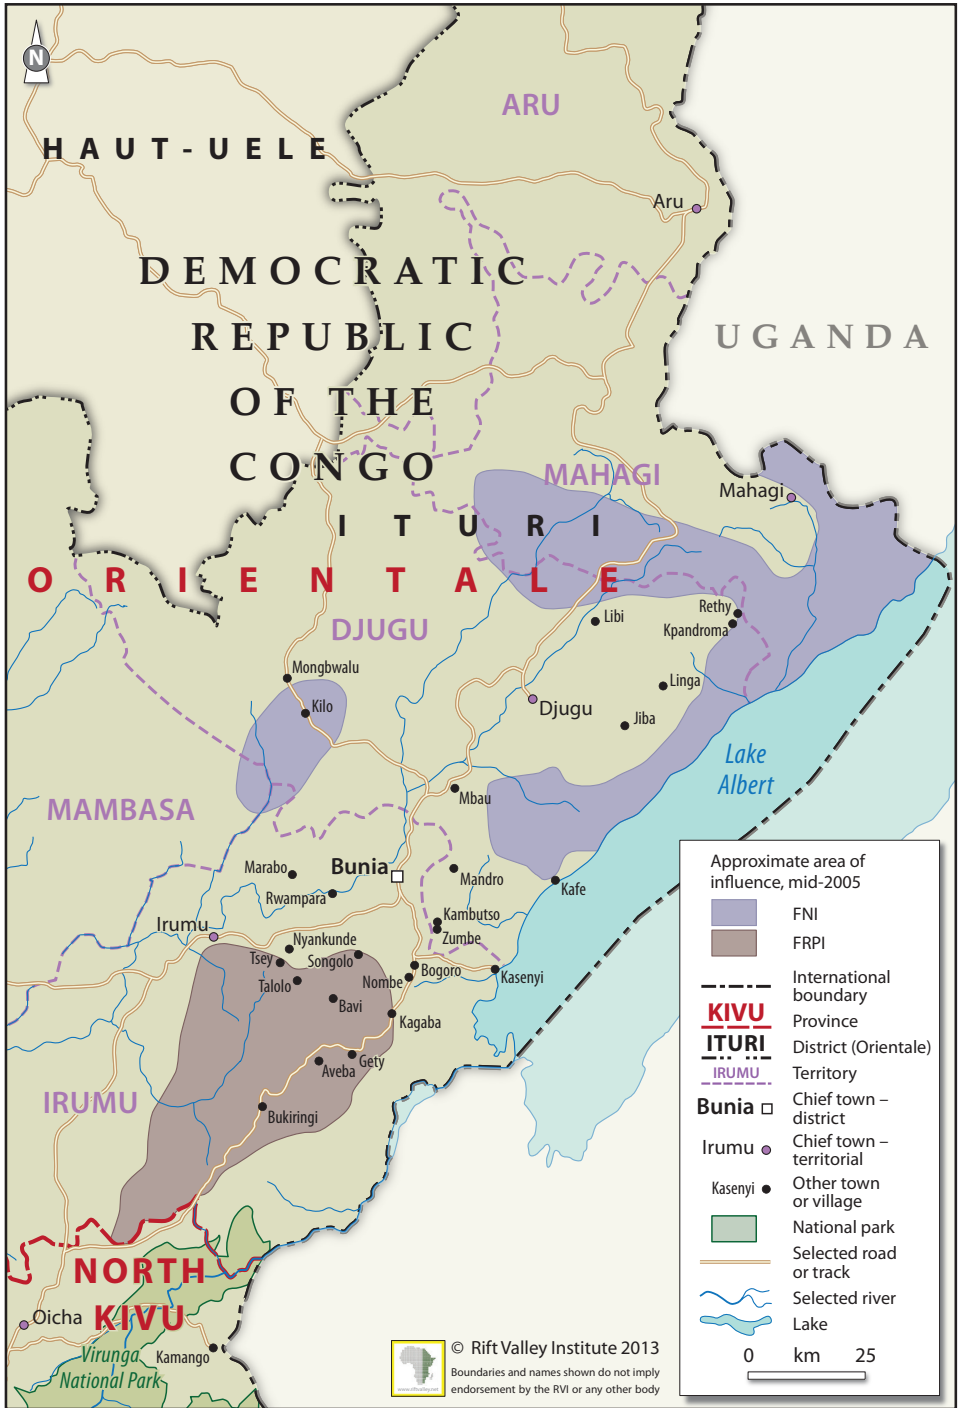 N
ARU
HAUT-UELE
Aru
DEMOCRATIC
REPUBLIC
OF THE
CONGO
UGANDA
MAHAGI
Mahagi
ITURI
ORIENTALE
Rethy
Libi
Kpandroma
DJUGU
Mongbwalu
Linga
Kilo
Djugu
Jiba
Lake
Albert
MAMBASA
Mbau
Marabo
Bunia
Mandro
Kafe
Rwampara
Irumu
Kambutso
Zumbe
Nyankunde
Tsey
Songolo
Bogoro
Kasenyi
Talolo
Nombe
Bavi
Kagaba
Gety
Aveba
IRUMU
Bukiringi
NORTH
KIVU
Oicha
Virunga
National Park
Kamango
Approximate area of
influence, mid-2005
FNI
FRPI
International
boundary
KIVU
Province
ITURI
District (Orientale)
IRUMU
Territory
Bunia
Chief town –
district
Irumu
Chief town –
territorial
Kasenyi
Other town
or village
National park
Selected road
or track
Selected river
Lake
0 km 25
www.riftvalley.net
© Rift Valley Institute 2013
Boundaries and names shown do not imply
endorsement by the RVI or any other body